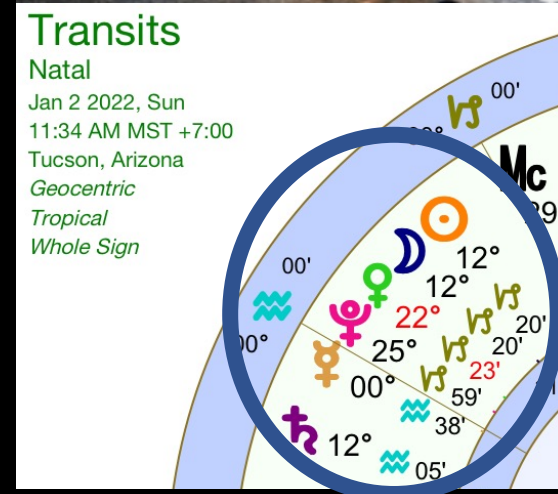 Transits
Natal
Jan 2 2022, Sun
11:34 AM MST +7:00
Tucson, Arizona
Geocentric
Tropical
Whole Sign
♑ 00'
Mc
☉ 12° ♑ 20'
☽ 12° ♑ 20'
♀ 22° ♑ 23'
♇ 25° ♑ 59'
00' ♒ 00°
☿ 00° ♒ 38'
♄ 12° ♒ 05'